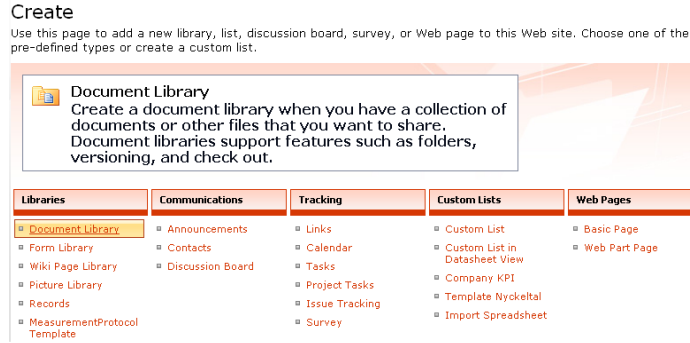 Create
Use this page to add a new library, list, discussion board, survey, or Web page to this Web site. Choose one of the
pre-defined types or create a custom list.
Document Library
Create a document library when you have a collection of
documents or other files that you want to share.
Document libraries support features such as folders,
versioning, and check out.
Libraries
Document Library
Form Library
Wiki Page Library
Picture Library
Records
MeasurementProtocol
Template
Communications
Announcements
Contacts
Discussion Board
Tracking
Links
Calendar
Tasks
Project Tasks
Issue Tracking
Survey
Custom Lists
Custom List
Custom List in
Datasheet View
Company KPI
Template Nyckeltal
Import Spreadsheet
Web Pages
Basic Page
Web Part Page